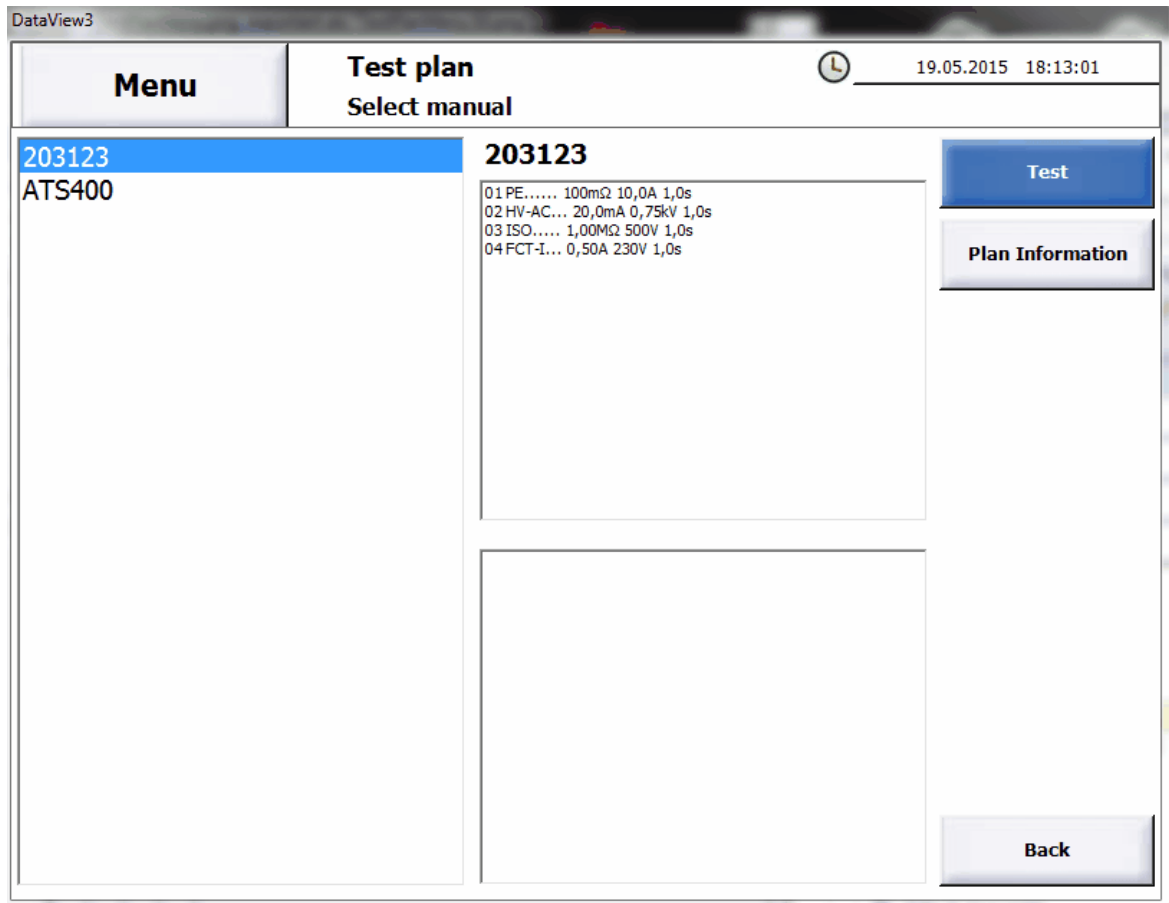 DataView3
Menu
Test plan
Select manual
19.05.2015 18:13:01
203123
ATS400
203123
01 PE...... 100mΩ 10,0A 1,0s
02 HV-AC... 20,0mA 0,75kV 1,0s
03 ISO..... 1,00MΩ 500V 1,0s
04 FCT-I... 0,50A 230V 1,0s
Test
Plan Information
Back